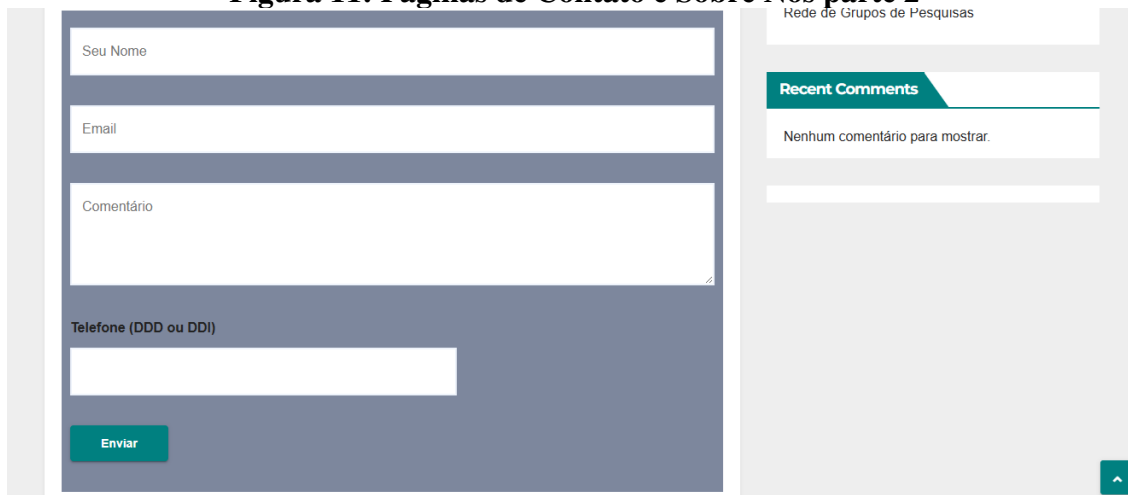 Figura 11: Páginas de Contato e Sobre Nós parte 2
Seu Nome
Email
Comentário
Telefone (DDD ou DDI)
Enviar
Rede de Grupos de Pesquisas
Recent Comments
Nenhum comentário para mostrar.